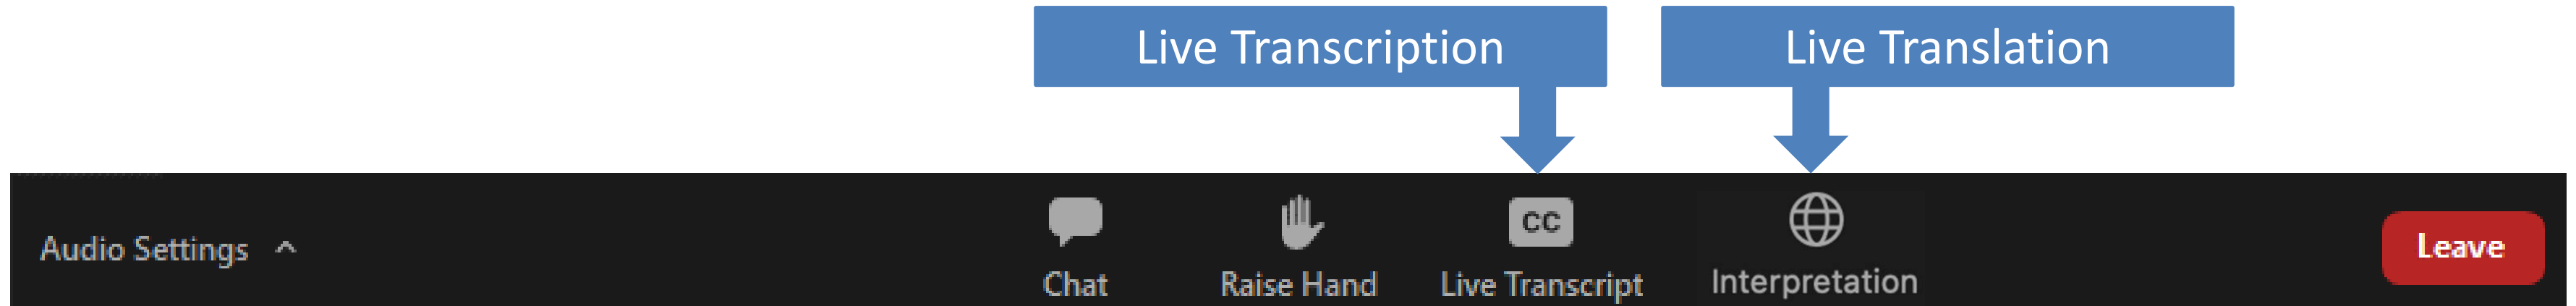 Live Transcription
Live Translation
Audio Settings
CC
Chat
Raise Hand
Live Transcript
Interpretation
Leave